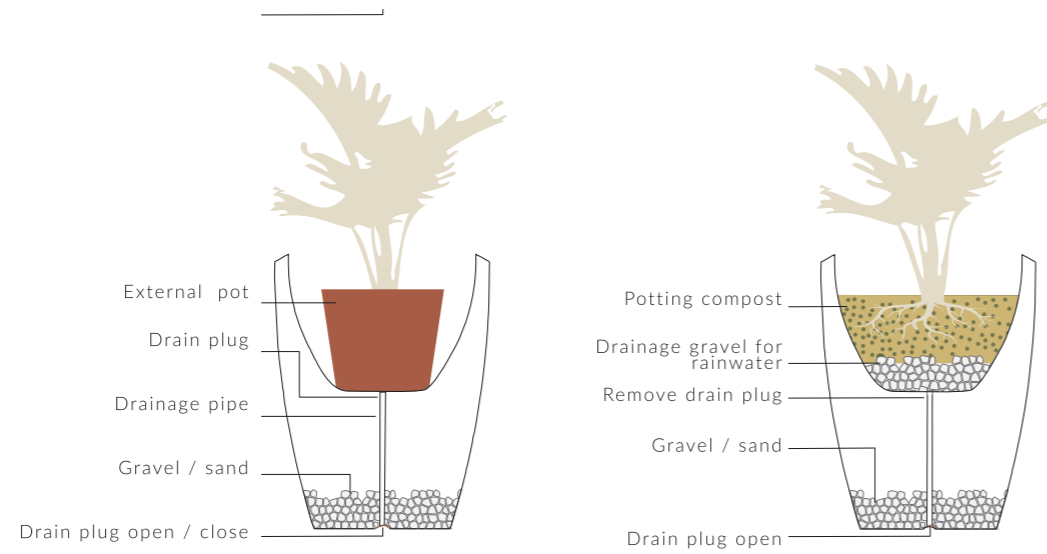 External pot
Drain plug
Drainage pipe
Gravel / sand
Drain plug open / close
Potting compost
Drainage gravel for
rainwater
Remove drain plug
Gravel / sand
Drain plug open